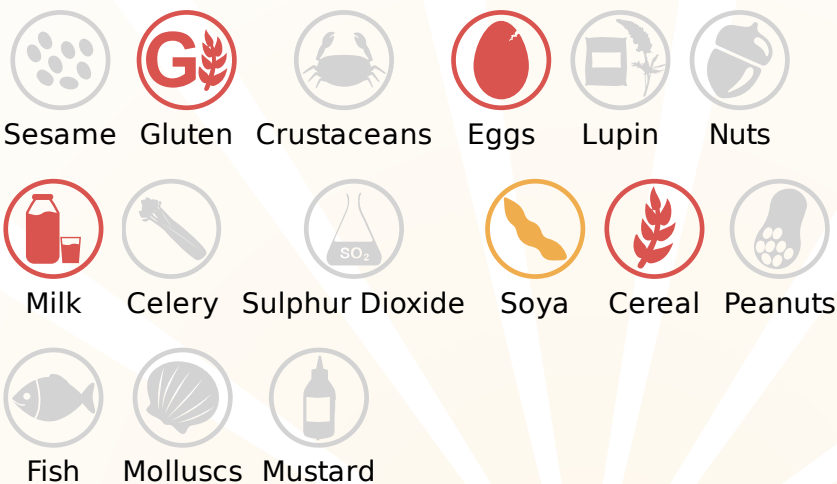 G
Sesame Gluten Crustaceans Eggs Lupin Nuts
SO₂
Milk Celery Sulphur Dioxide Soya Cereal Peanuts
Fish Molluscs Mustard